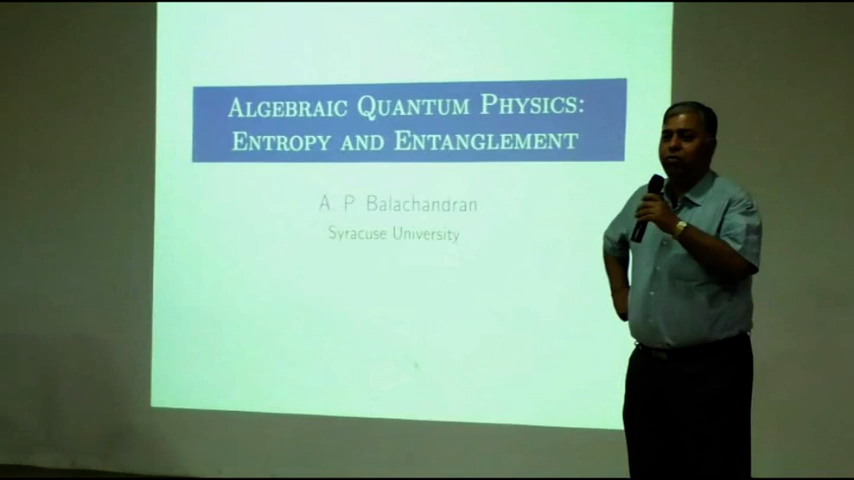 ALGEBRAIC QUANTUM PHYSICS:
ENTROPY AND ENTANGLEMENT
A. P. Balachandran
Syracuse University